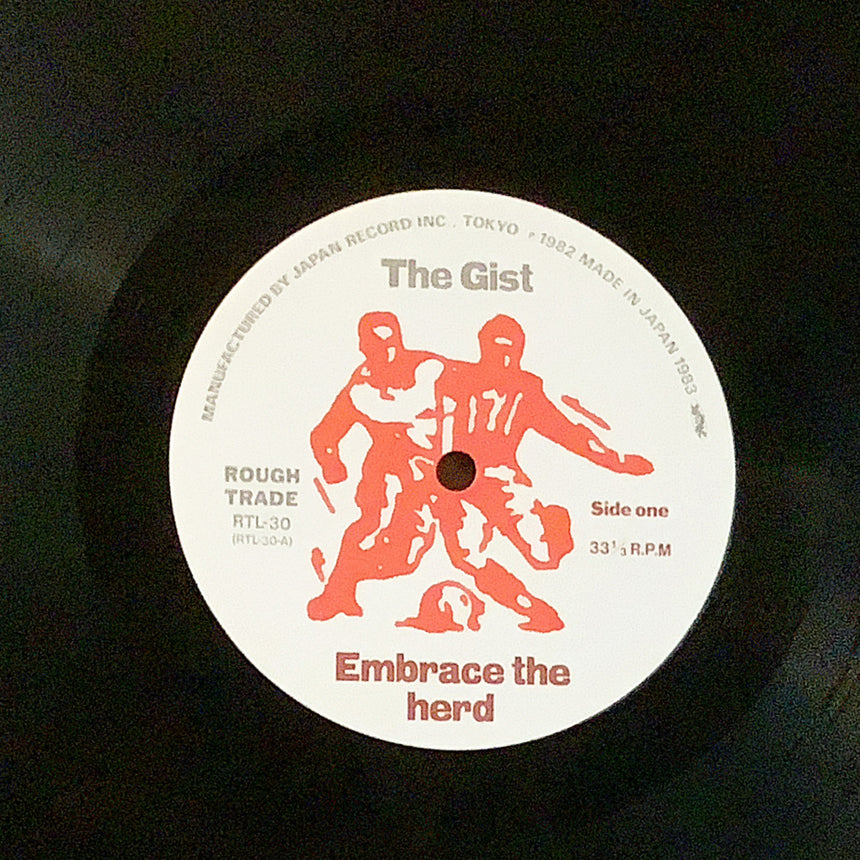 MANUFACTURED BY JAPAN RECORD INC., TOKYO ℗ 1982 MADE IN JAPAN 1983
The Gist
ROUGH
TRADE
RTL-30
(RTL-30-A)
Side one
33⅓ R.P.M
Embrace the
herd